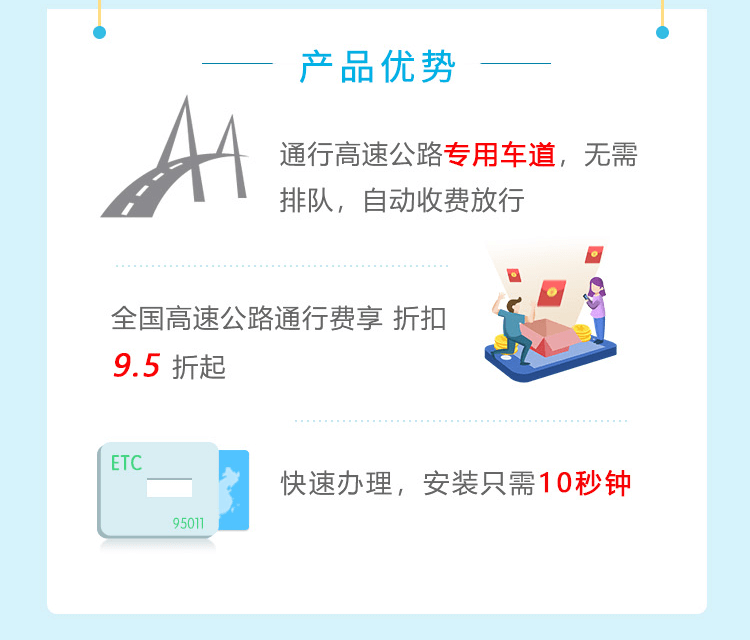 产品优势
通行高速公路专用车道，无需
排队，自动收费放行
全国高速公路通行费享 折扣
9.5 折起
ETC
95011
快速办理，安装只需10秒钟